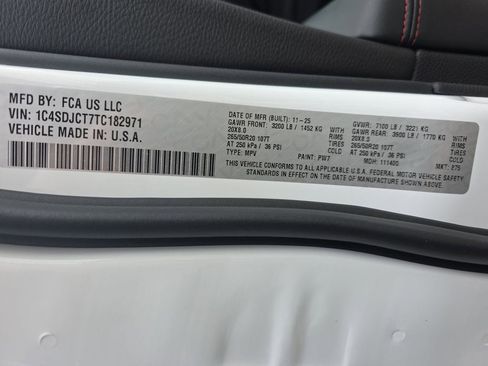 MFD BY: FCA US LLC
VIN: 1C4SDJCT7TC182971
VEHICLE MADE IN: U.S.A.
DATE OF MFR (BUILT): 11-25
GAWR FRONT: 3200 LB / 1452 KG WITH
20X8.0 RIMS
265/50R20 107T TIRES
AT 250 kPa / 36 PSI COLD
TYPE: MPV
PAINT: PW7
GVWR: 7100 LB / 3221 KG
GAWR REAR: 3900 LB / 1770 KG WITH
20X8.0 RIMS
265/50R20 107T TIRES
AT 250 kPa / 36 PSI COLD
MDH: 111400
MKT: 275
THIS VEHICLE CONFORMS TO ALL APPLICABLE U.S.A. FEDERAL MOTOR VEHICLE SAFETY
STANDARDS IN EFFECT ON THE DATE OF MANUFACTURE SHOWN ABOVE.